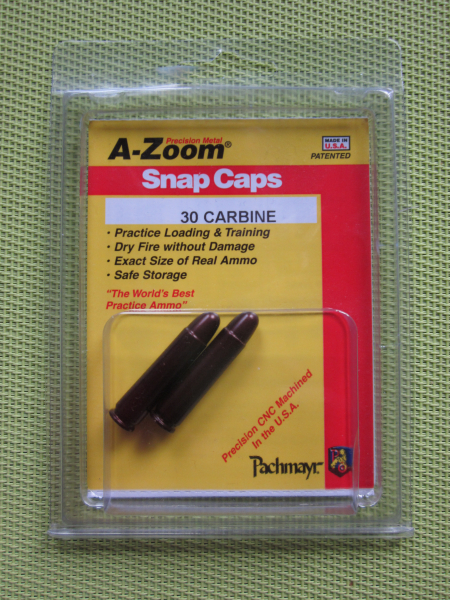 Precision Metal
A-Zoom®
MADE IN
U.S.A.
PATENTED
Snap Caps
30 CARBINE
• Practice Loading & Training
• Dry Fire without Damage
• Exact Size of Real Ammo
• Safe Storage
"The World's Best
Practice Ammo"
Precision CNC Machined
In the U.S.A.
Pachmayr